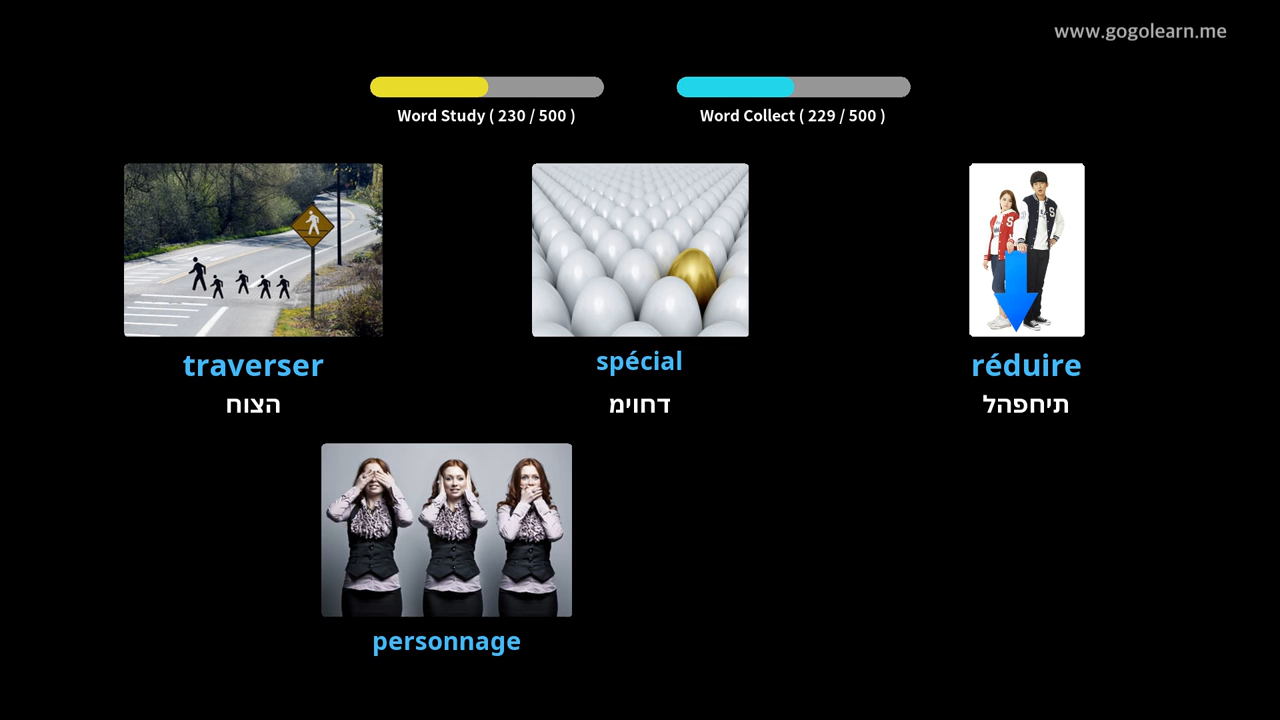 www.gogolearn.me
Word Study ( 230 / 500 )
Word Collect ( 229 / 500 )
traverser
הצוח
spécial
דחוימ
réduire
תיחפהל
personnage